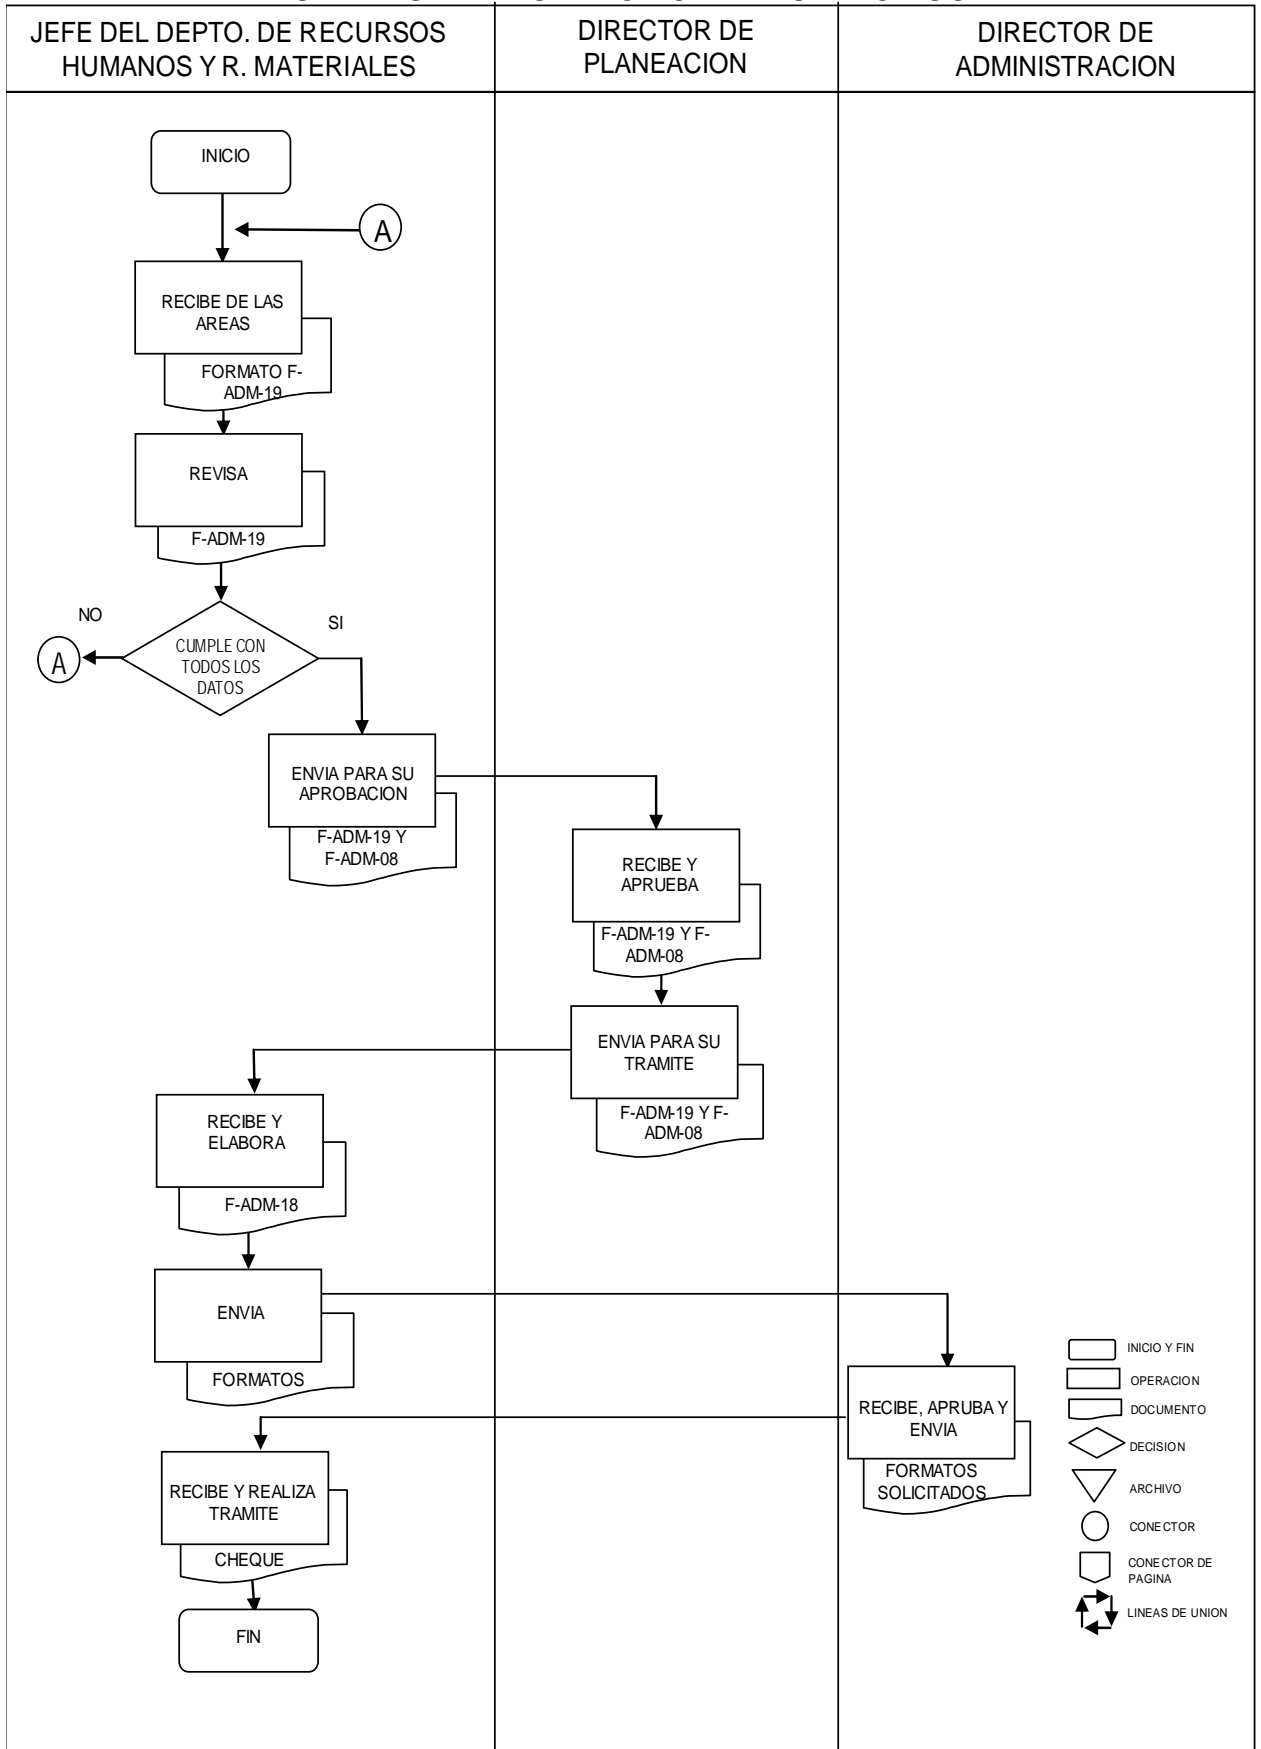 JEFE DEL DEPTO. DE RECURSOS
HUMANOS Y R. MATERIALES
DIRECTOR DE
PLANEACION
DIRECTOR DE
ADMINISTRACION
INICIO
A
RECIBE DE LAS
AREAS
FORMATO F-
ADM-19
REVISA
F-ADM-19
NO
SI
CUMPLE CON
TODOS LOS
DATOS
A
ENVIA PARA SU
APROBACION
F-ADM-19 Y
F-ADM-08
RECIBE Y
APRUEBA
F-ADM-19 Y F-
ADM-08
ENVIA PARA SU
TRAMITE
F-ADM-19 Y F-
ADM-08
RECIBE Y
ELABORA
F-ADM-18
ENVIA
FORMATOS
RECIBE, APRUBA Y
ENVIA
FORMATOS
SOLICITADOS
RECIBE Y REALIZA
TRAMITE
CHEQUE
FIN
INICIO Y FIN
OPERACION
DOCUMENTO
DECISION
ARCHIVO
CONECTOR
CONECTOR DE
PAGINA
LINEAS DE UNION